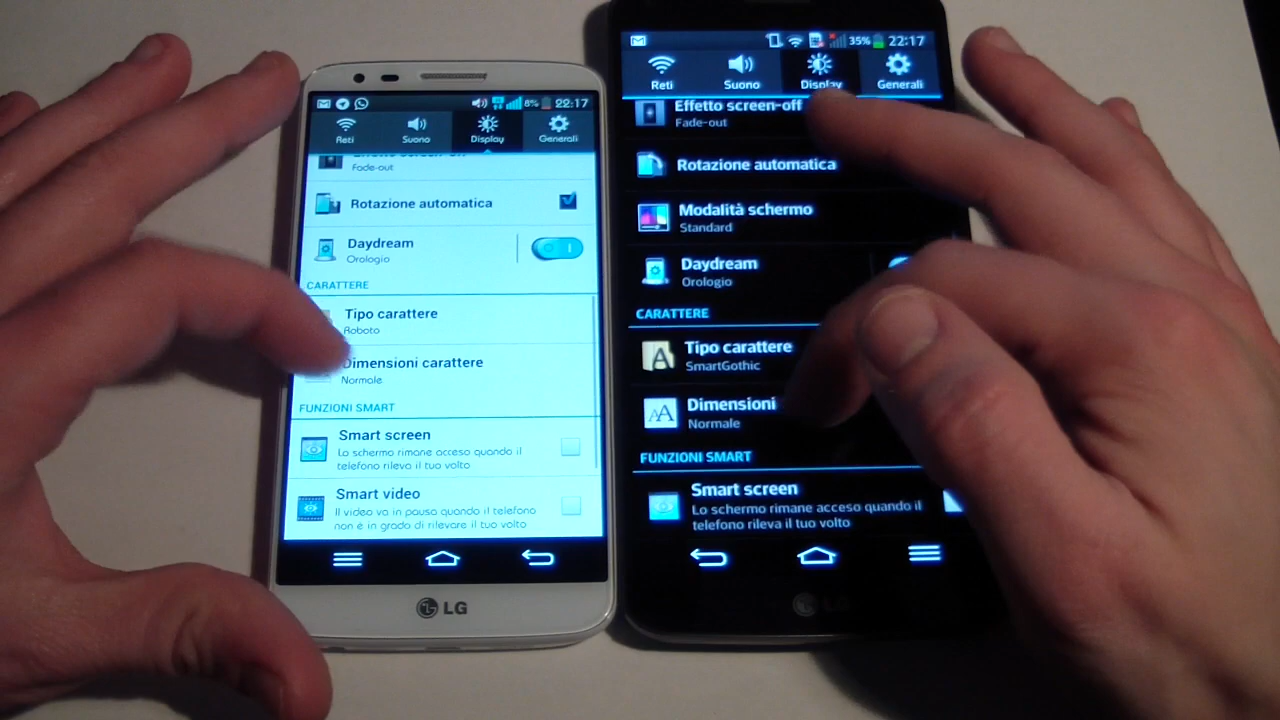 8% 22:17
Reti Suono Display Generali
Effetto screen-off
Fade-out
Rotazione automatica
Daydream
Orologio
CARATTERE
Tipo carattere
Roboto
Dimensioni carattere
Normale
FUNZIONI SMART
Smart screen
Lo schermo rimane acceso quando il
telefono rileva il tuo volto
Smart video
Il video va in pausa quando il telefono
non è in grado di rilevare il tuo volto
LG
35% 22:17
Reti Suono Display Generali
Effetto screen-off
Fade-out
Rotazione automatica
Modalità schermo
Standard
Daydream
Orologio
CARATTERE
Tipo carattere
SmartGothic
Dimensioni
Normale
FUNZIONI SMART
Smart screen
Lo schermo rimane acceso quando il
telefono rileva il tuo volto
LG